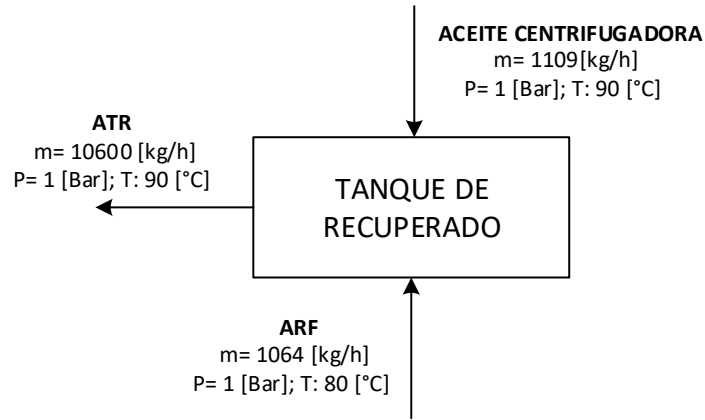 ACEITE CENTRIFUGADORA
m= 1109[kg/h]
P= 1 [Bar]; T: 90 [°C]
ATR
m= 10600 [kg/h]
P= 1 [Bar]; T: 90 [°C]
TANQUE DE
RECUPERADO
ARF
m= 1064 [kg/h]
P= 1 [Bar]; T: 80 [°C]